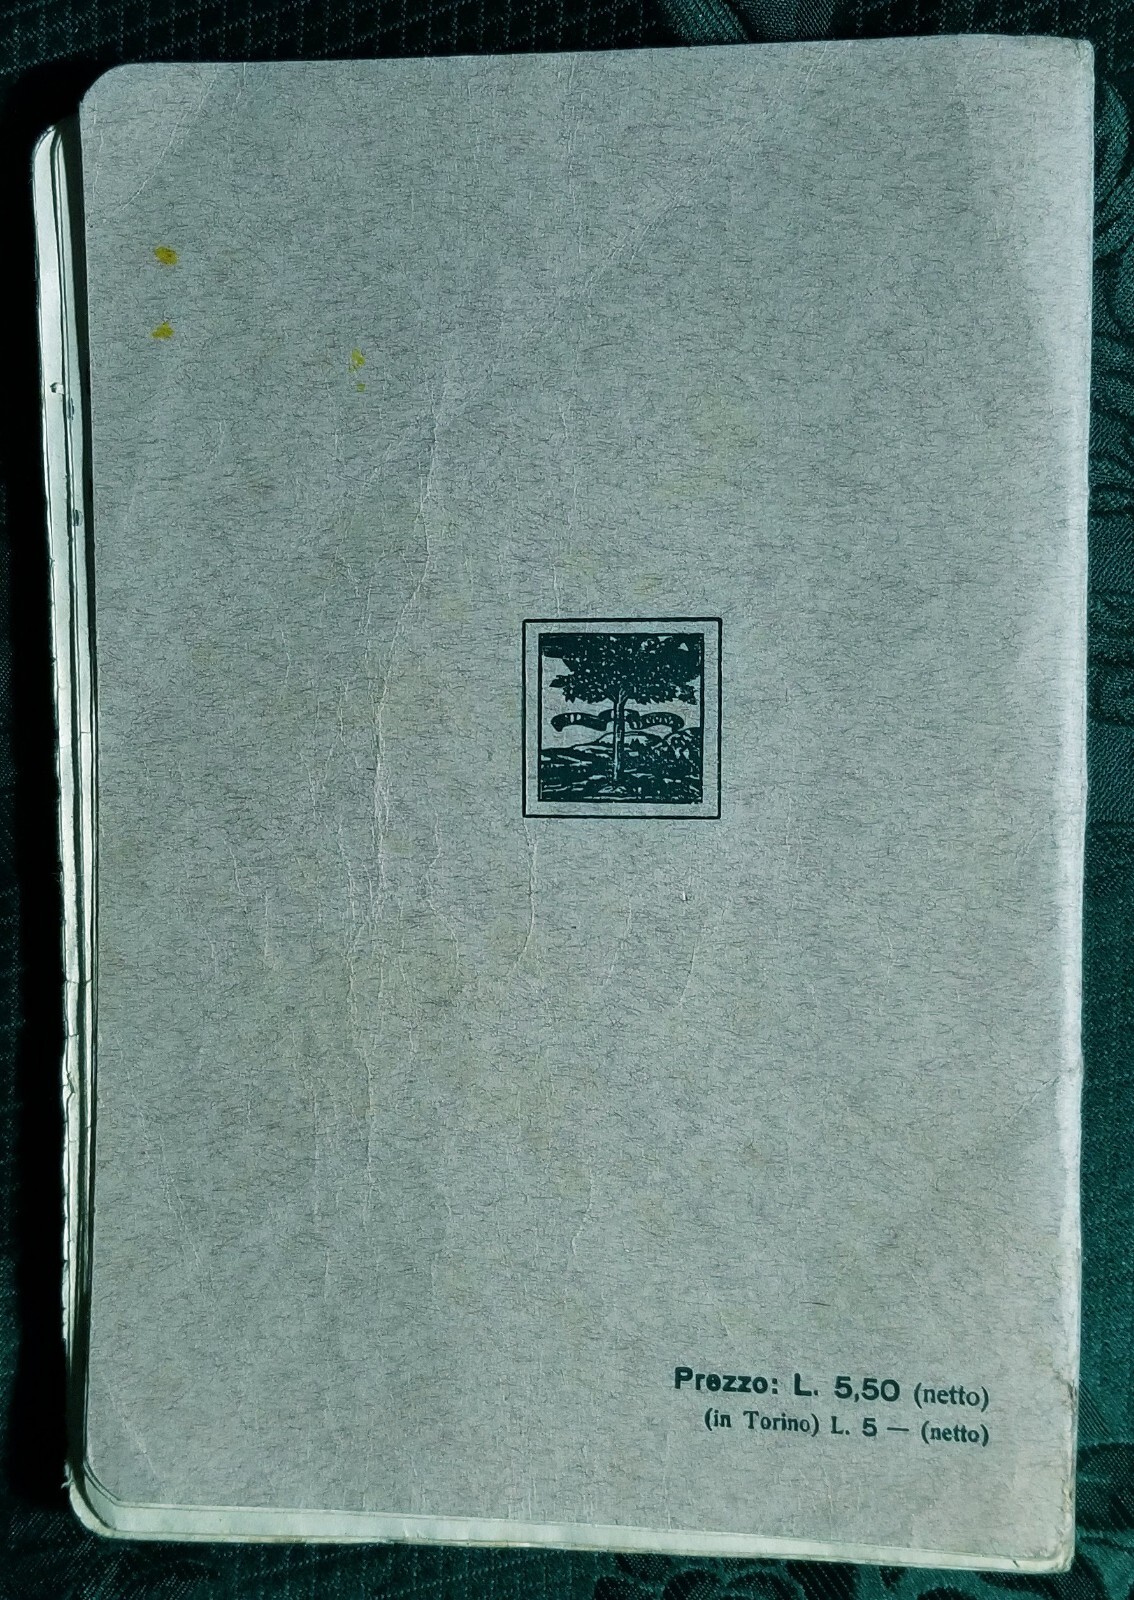 Prezzo: L. 5,50 (netto)
(in Torino) L. 5 — (netto)